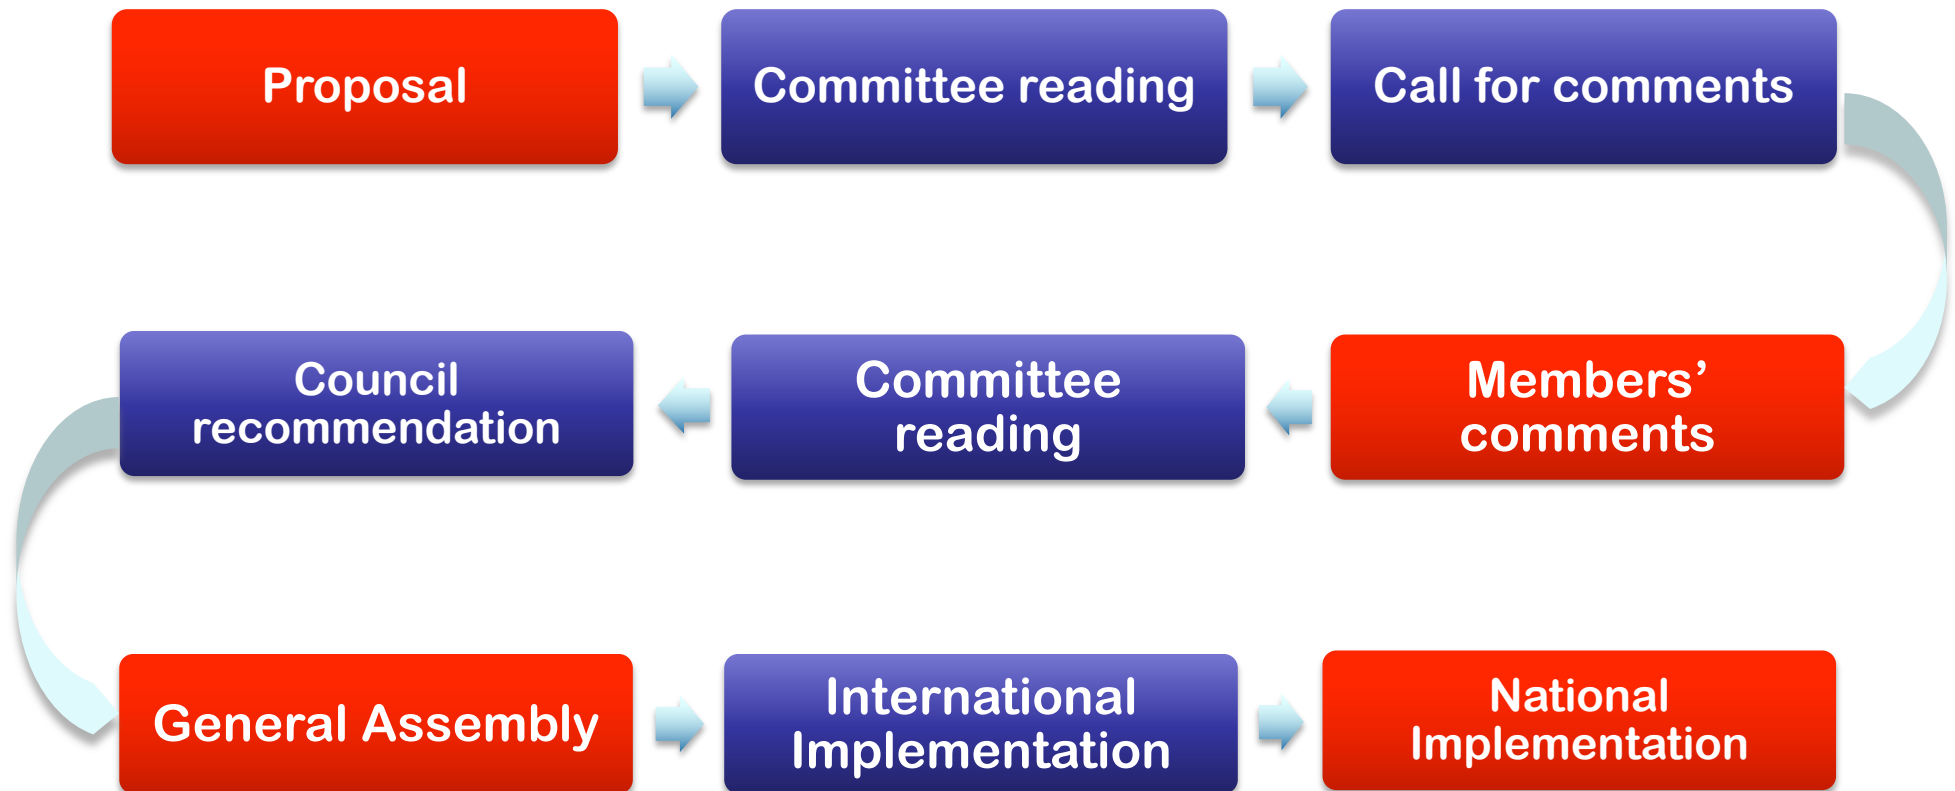 Proposal
Committee reading
Call for comments
Council
recommendation
Committee
reading
Members’
comments
General Assembly
International
Implementation
National
Implementation